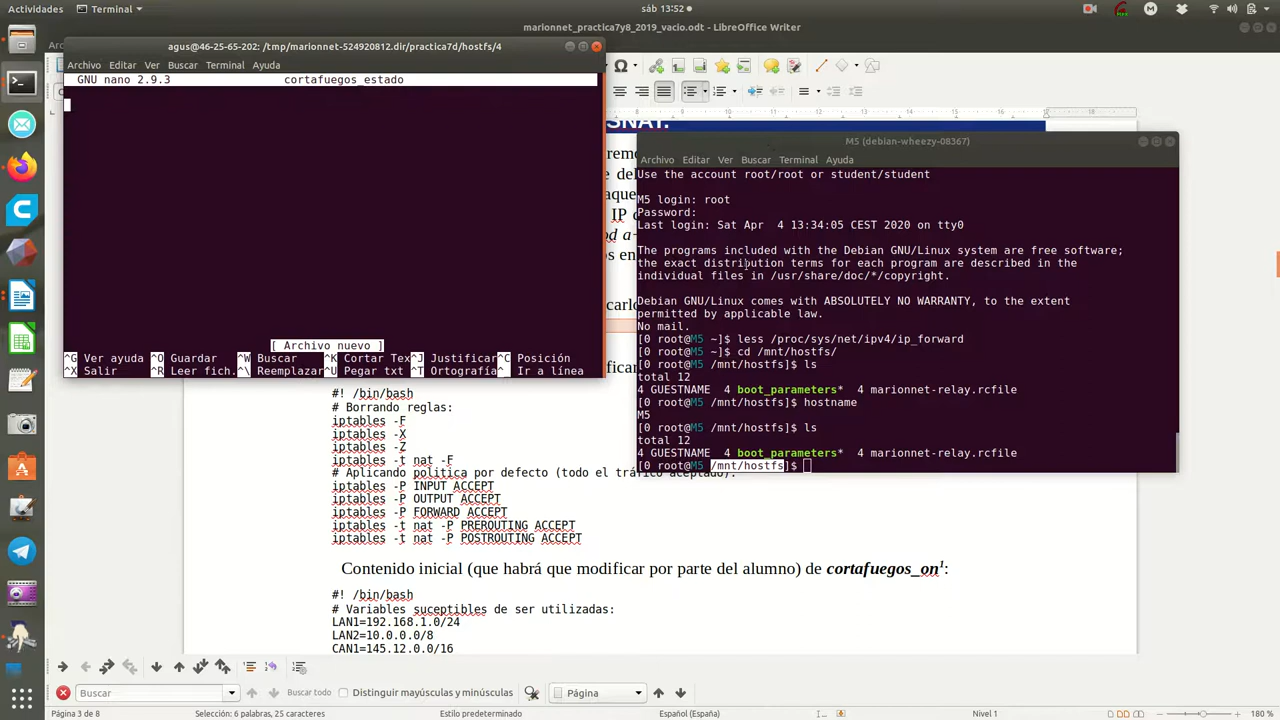 Actividades
Terminal
sáb 13:52
marionnet_practica7y8_2019_vacio.odt - LibreOffice Writer
agus@46-25-65-202: /tmp/marionnet-524920812.dir/practica7d/hostfs/4
Archivo Editar Ver Buscar Terminal Ayuda
GNU nano 2.9.3 cortafuegos_estado
[ Archivo nuevo ]
^G Ver ayuda ^O Guardar ^W Buscar ^K Cortar Tex ^J Justificar ^C Posición
^X Salir ^R Leer fich. ^\ Reemplazar ^U Pegar txt ^T Ortografía ^_ Ir a línea
SNAT.
M5 (debian-wheezy-08367)
Archivo Editar Ver Buscar Terminal Ayuda
Use the account root/root or student/student
M5 login: root
Password:
Last login: Sat Apr 4 13:34:05 CEST 2020 on tty0
The programs included with the Debian GNU/Linux system are free software;
the exact distribution terms for each program are described in the
individual files in /usr/share/doc/*/copyright.
Debian GNU/Linux comes with ABSOLUTELY NO WARRANTY, to the extent
permitted by applicable law.
No mail.
[0 root@M5 ~]$ less /proc/sys/net/ipv4/ip_forward
[0 root@M5 ~]$ cd /mnt/hostfs/
[0 root@M5 /mnt/hostfs]$ ls
total 12
4 GUESTNAME 4 boot_parameters* 4 marionnet-relay.rcfile
[0 root@M5 /mnt/hostfs]$ hostname
M5
[0 root@M5 /mnt/hostfs]$ ls
total 12
4 GUESTNAME 4 boot_parameters* 4 marionnet-relay.rcfile
[0 root@M5 /mnt/hostfs]$
#! /bin/bash
# Borrando reglas:
iptables -F
iptables -X
iptables -Z
iptables -t nat -F
# Aplicando politica por defecto (todo el tráfico aceptado):
iptables -P INPUT ACCEPT
iptables -P OUTPUT ACCEPT
iptables -P FORWARD ACCEPT
iptables -t nat -P PREROUTING ACCEPT
iptables -t nat -P POSTROUTING ACCEPT
Contenido inicial (que habrá que modificar por parte del alumno) de cortafuegos_on1:
#! /bin/bash
# Variables suceptibles de ser utilizadas:
LAN1=192.168.1.0/24
LAN2=10.0.0.0/8
CAN1=145.12.0.0/16
Buscar Buscar todo Distinguir mayúsculas y minúsculas Página
Página 3 de 8 Selección: 6 palabras, 25 caracteres Estilo predeterminado Español (España) Nivel 1 180 %